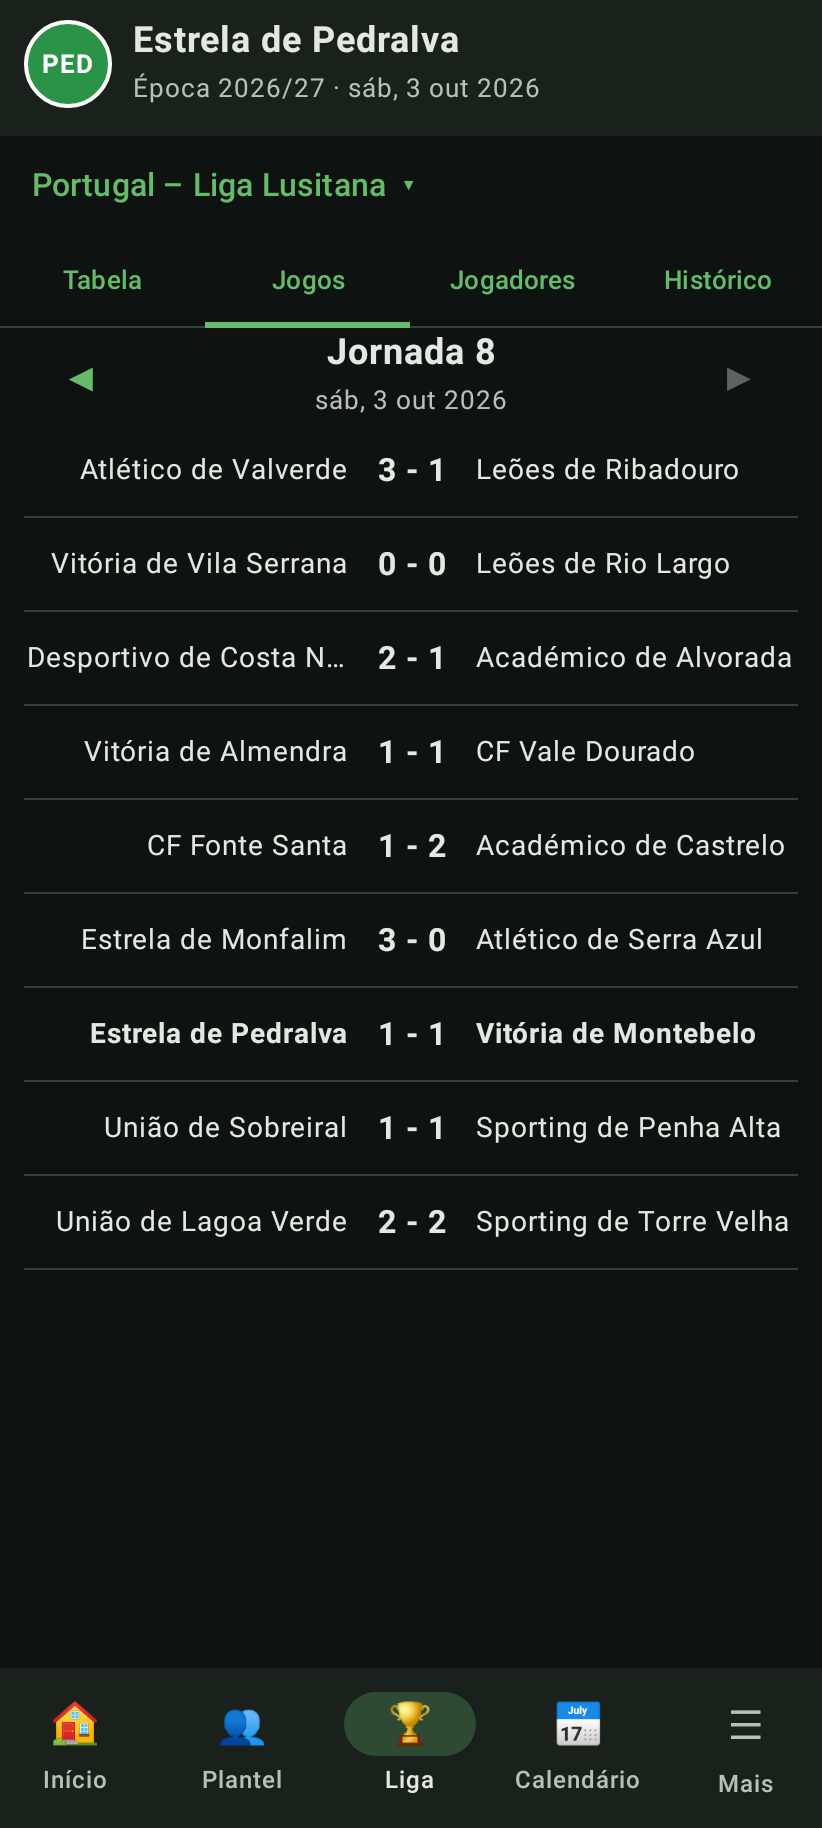 PED
Estrela de Pedralva
Época 2026/27 · sáb, 3 out 2026
Portugal – Liga Lusitana ▾
Tabela Jogos Jogadores Histórico
◀ Jornada 8 ▶
sáb, 3 out 2026
Atlético de Valverde 3 - 1 Leões de Ribadouro
Vitória de Vila Serrana 0 - 0 Leões de Rio Largo
Desportivo de Costa N… 2 - 1 Académico de Alvorada
Vitória de Almendra 1 - 1 CF Vale Dourado
CF Fonte Santa 1 - 2 Académico de Castrelo
Estrela de Monfalim 3 - 0 Atlético de Serra Azul
Estrela de Pedralva 1 - 1 Vitória de Montebelo
União de Sobreiral 1 - 1 Sporting de Penha Alta
União de Lagoa Verde 2 - 2 Sporting de Torre Velha
July
17
Início Plantel Liga Calendário Mais